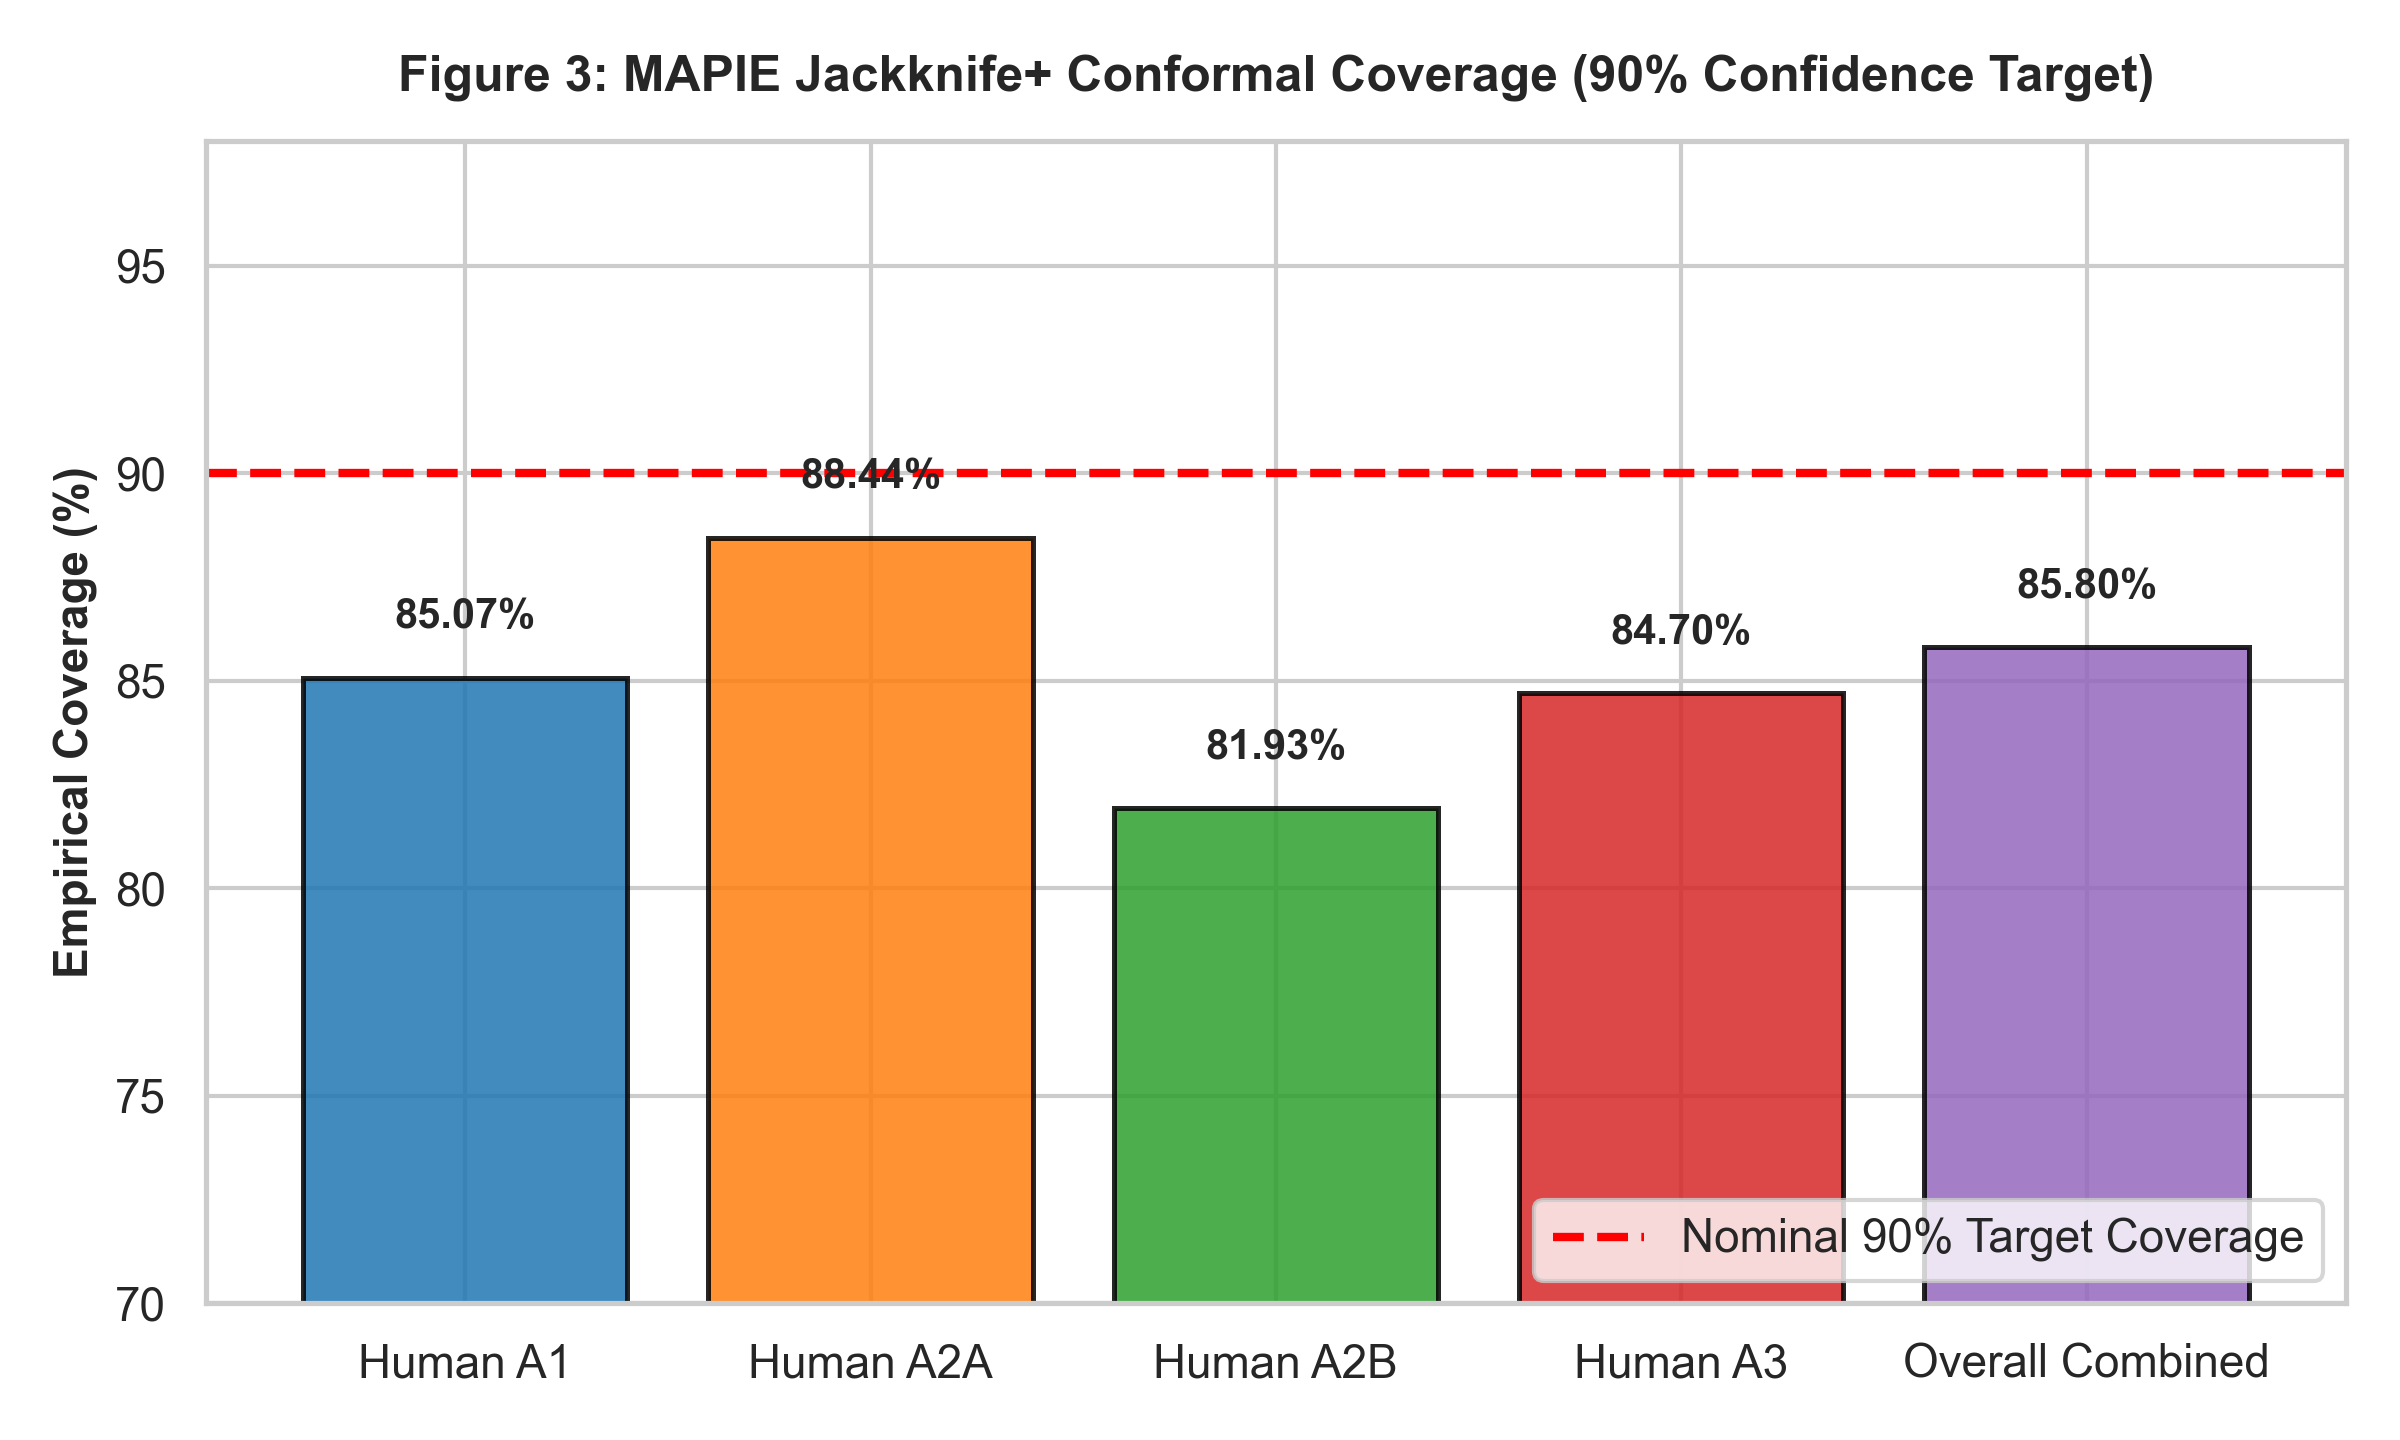 Figure 3: MAPIE Jackknife+ Conformal Coverage (90% Confidence Target)
Empirical Coverage (%)
95
90
85
80
75
70
85.07%
88.44%
81.93%
84.70%
85.80%
Nominal 90% Target Coverage
Human A1
Human A2A
Human A2B
Human A3
Overall Combined